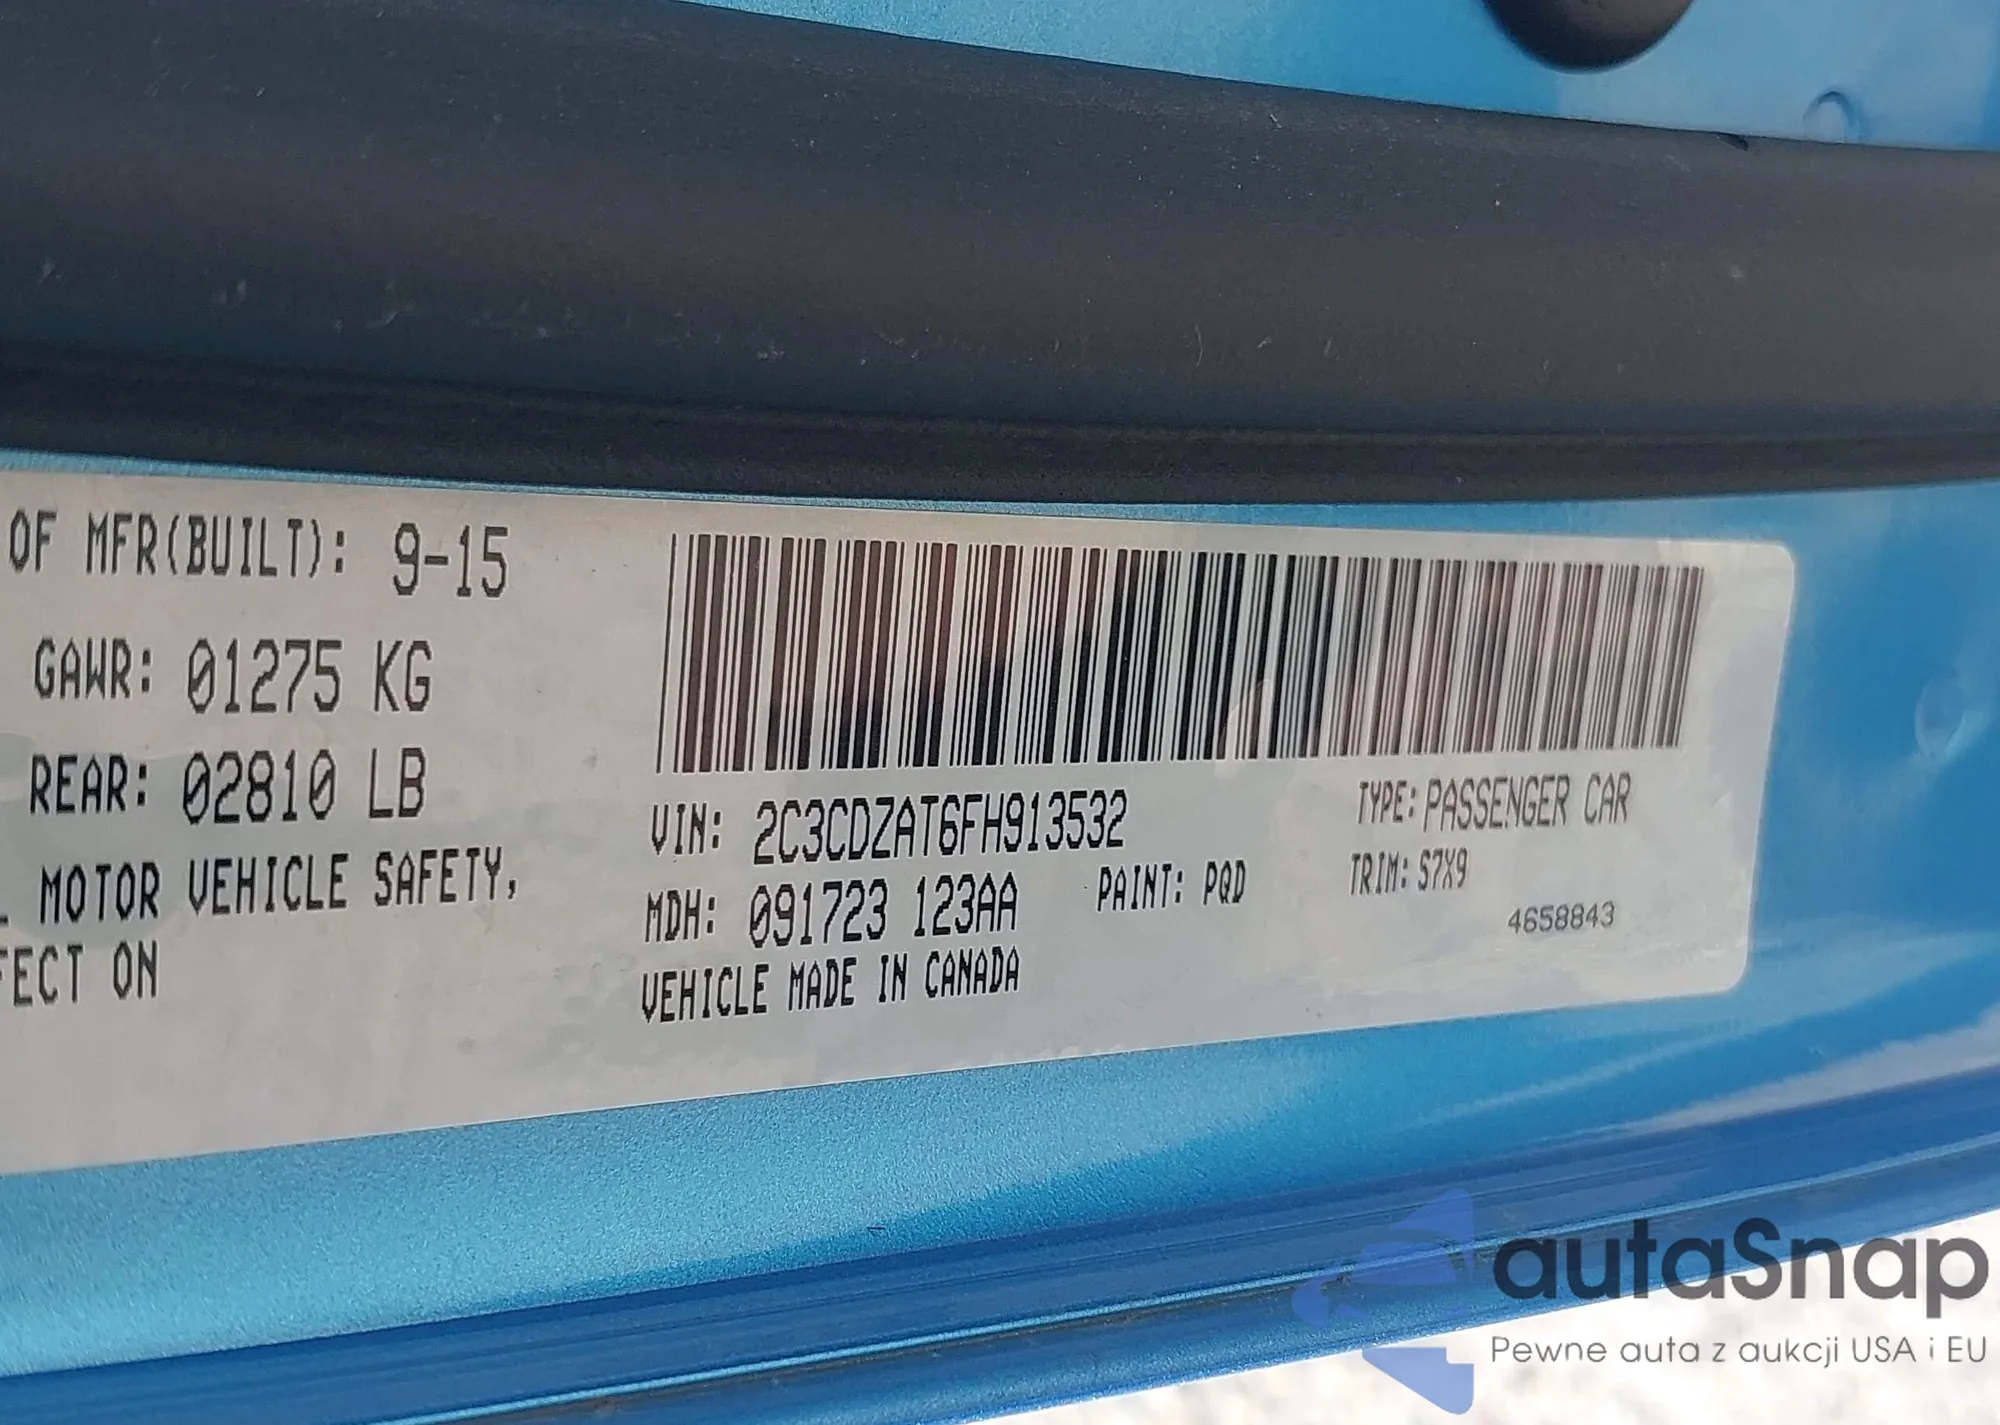 OF MFR(BUILT): 9-15
GAWR: 01275 KG
REAR: 02810 LB
MOTOR VEHICLE SAFETY,
FECT ON
VIN: 2C3CDZAT6FH913532
TYPE: PASSENGER CAR
MDH: 091723 123AA
PAINT: PQD
TRIM: S7X9
4658843
VEHICLE MADE IN CANADA
autaSnap
Pewne auta z aukcji USA i EU